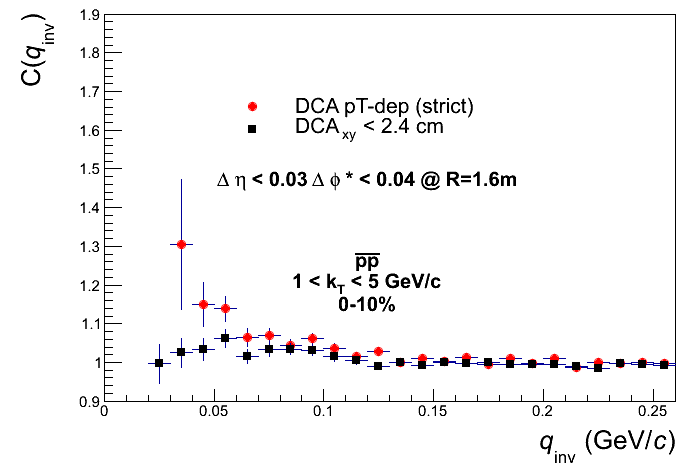 C(q_inv)
1.9
1.8
1.7
1.6
1.5
1.4
1.3
1.2
1.1
1
0.9
DCA pT-dep (strict)
DCA_xy < 2.4 cm
Δ η < 0.03 Δ ϕ * < 0.04 @ R=1.6m
p̅p̅
1 < k_T < 5 GeV/c
0-10%
0 0.05 0.1 0.15 0.2 0.25
q_inv (GeV/c)